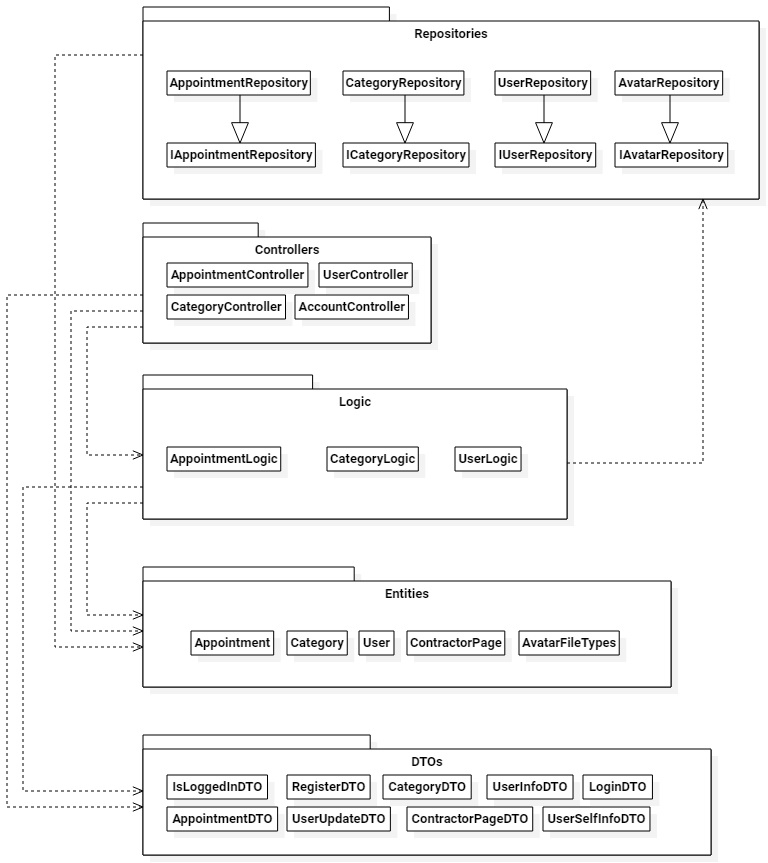 Repositories
AppointmentRepository CategoryRepository UserRepository AvatarRepository
IAppointmentRepository ICategoryRepository IUserRepository IAvatarRepository
Controllers
AppointmentController UserController
CategoryController AccountController
Logic
AppointmentLogic CategoryLogic UserLogic
Entities
Appointment Category User ContractorPage AvatarFileTypes
DTOs
IsLoggedInDTO RegisterDTO CategoryDTO UserInfoDTO LoginDTO
AppointmentDTO UserUpdateDTO ContractorPageDTO UserSelfInfoDTO